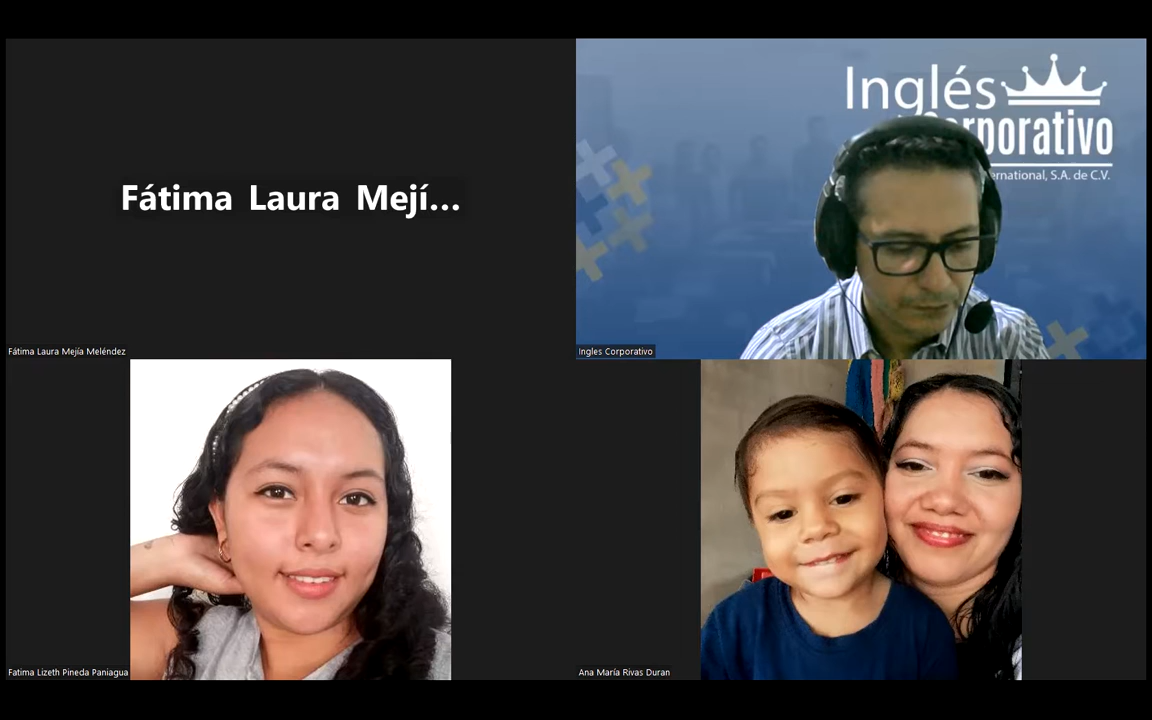 Fátima Laura Mejí...
Inglés
Corporativo
ernational, S.A. de C.V.
Fátima Laura Mejía Meléndez
Ingles Corporativo
Fatima Lizeth Pineda Paniagua
Ana María Rivas Duran